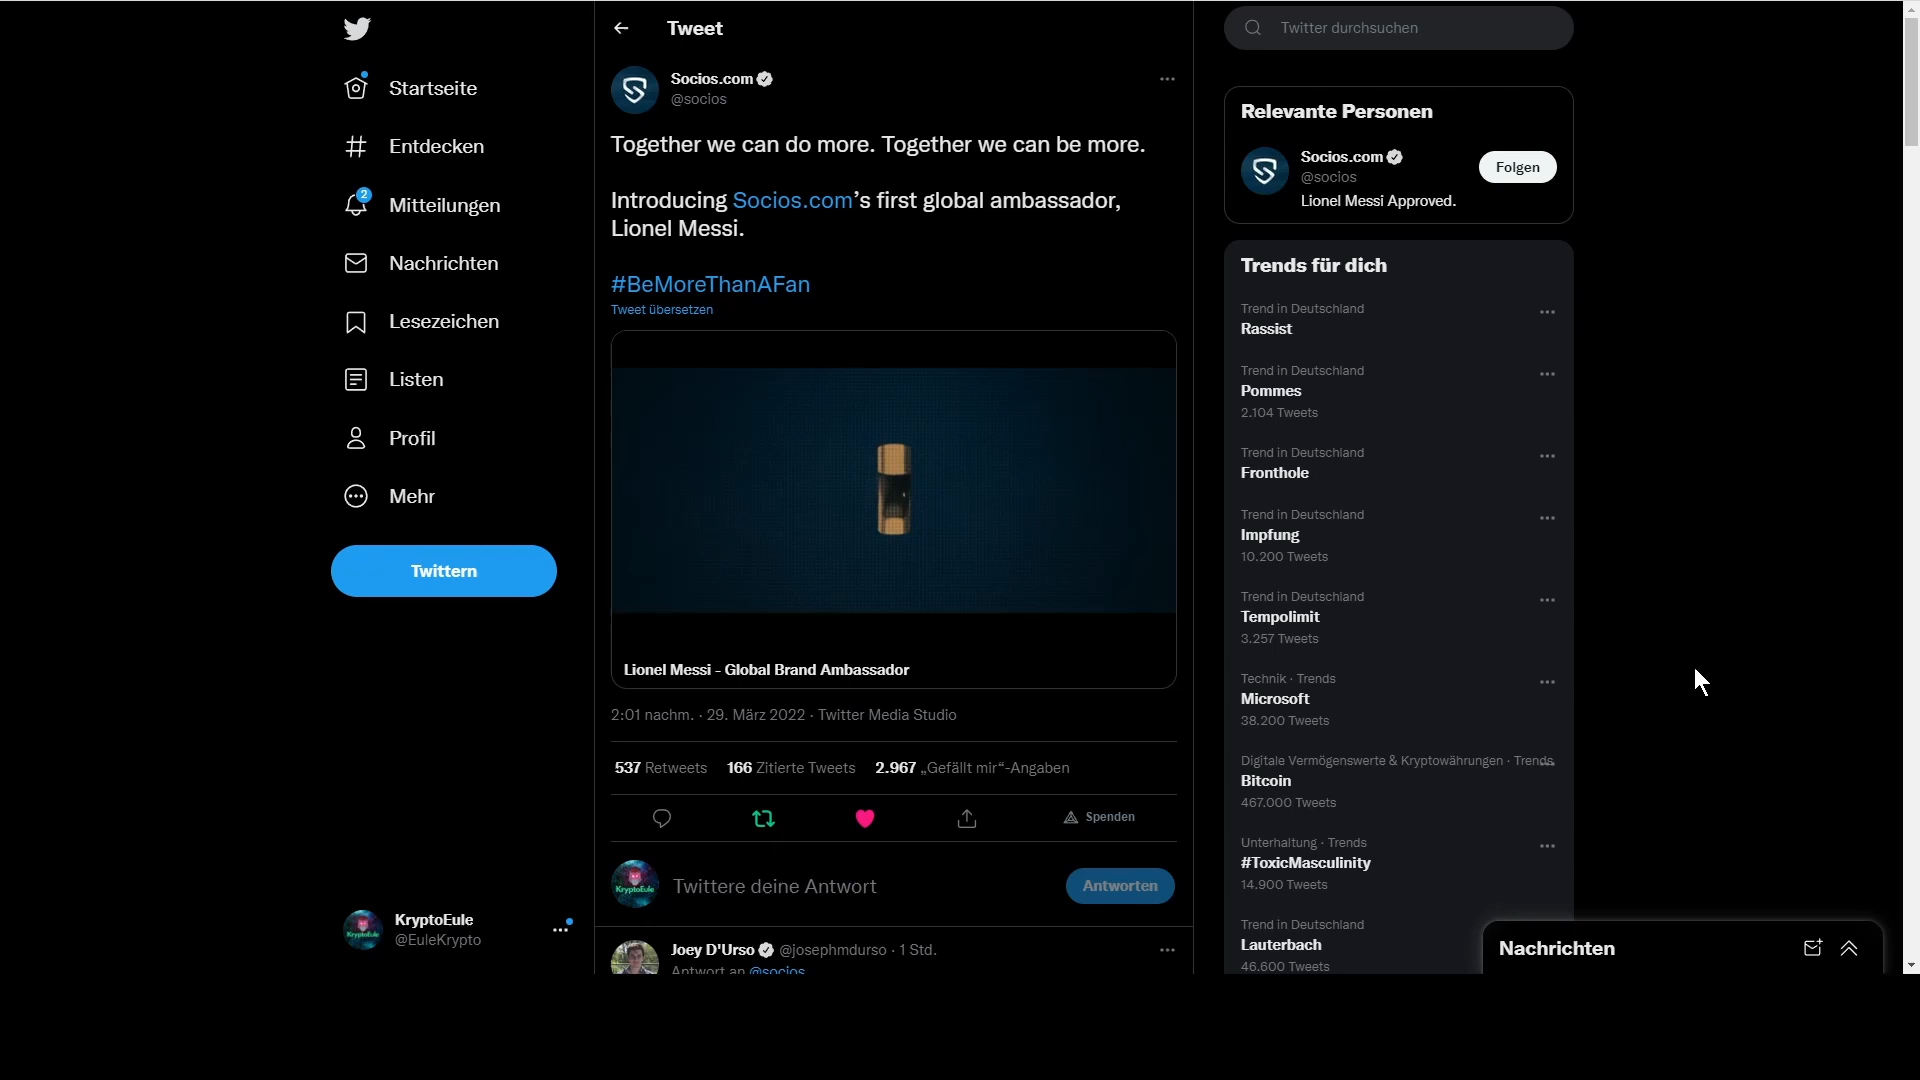 Startseite
Entdecken
2
Mitteilungen
Nachrichten
Lesezeichen
Listen
Profil
Mehr
Twittern
KryptoEule
@EuleKrypto
Tweet
Socios.com
@socios
Together we can do more. Together we can be more.
Introducing Socios.com’s first global ambassador,
Lionel Messi.
#BeMoreThanAFan
Tweet übersetzen
Lionel Messi - Global Brand Ambassador
2:01 nachm. · 29. März 2022 · Twitter Media Studio
537 Retweets 166 Zitierte Tweets 2.967 „Gefällt mir“-Angaben
Spenden
KryptoEule
Twittere deine Antwort
Antworten
Joey D'Urso @josephmdurso · 1 Std.
Antwort an @socios
Twitter durchsuchen
Relevante Personen
Socios.com
@socios
Folgen
Lionel Messi Approved.
Trends für dich
Trend in Deutschland
Rassist
Trend in Deutschland
Pommes
2.104 Tweets
Trend in Deutschland
Fronthole
Trend in Deutschland
Impfung
10.200 Tweets
Trend in Deutschland
Tempolimit
3.257 Tweets
Technik · Trends
Microsoft
38.200 Tweets
Digitale Vermögenswerte & Kryptowährungen · Trends
Bitcoin
467.000 Tweets
Unterhaltung · Trends
#ToxicMasculinity
14.900 Tweets
Trend in Deutschland
Lauterbach
46.600 Tweets
Nachrichten